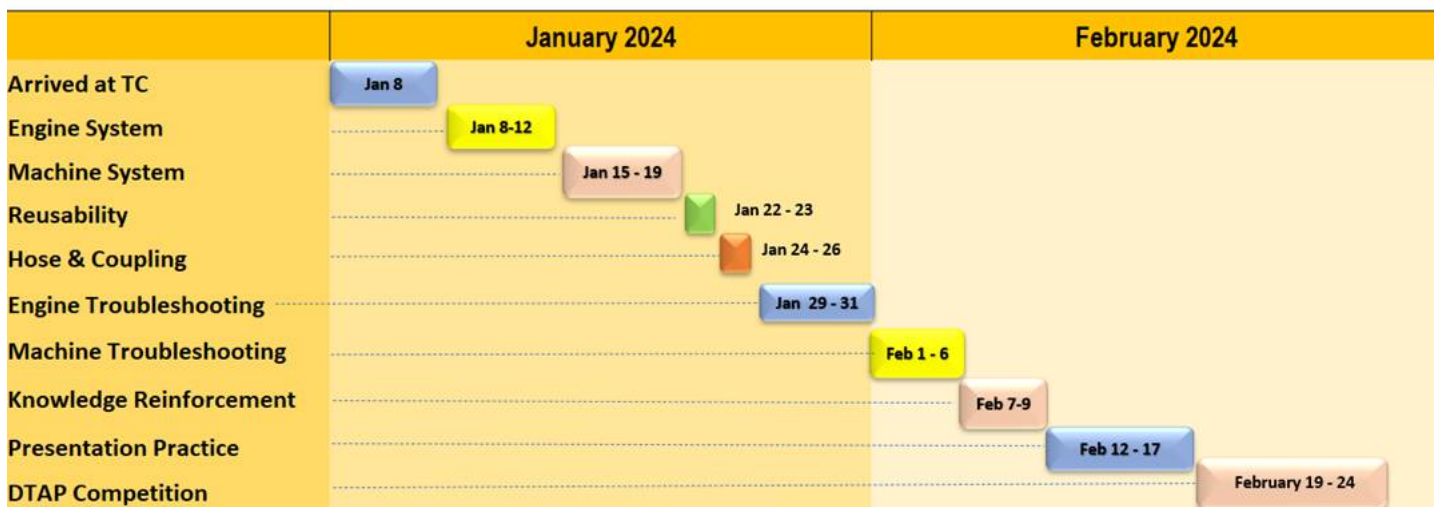 January 2024 February 2024
Arrived at TC Jan 8
Engine System Jan 8-12
Machine System Jan 15 - 19
Reusability Jan 22 - 23
Hose & Coupling Jan 24 - 26
Engine Troubleshooting Jan 29 - 31
Machine Troubleshooting Feb 1 - 6
Knowledge Reinforcement Feb 7-9
Presentation Practice Feb 12 - 17
DTAP Competition February 19 - 24